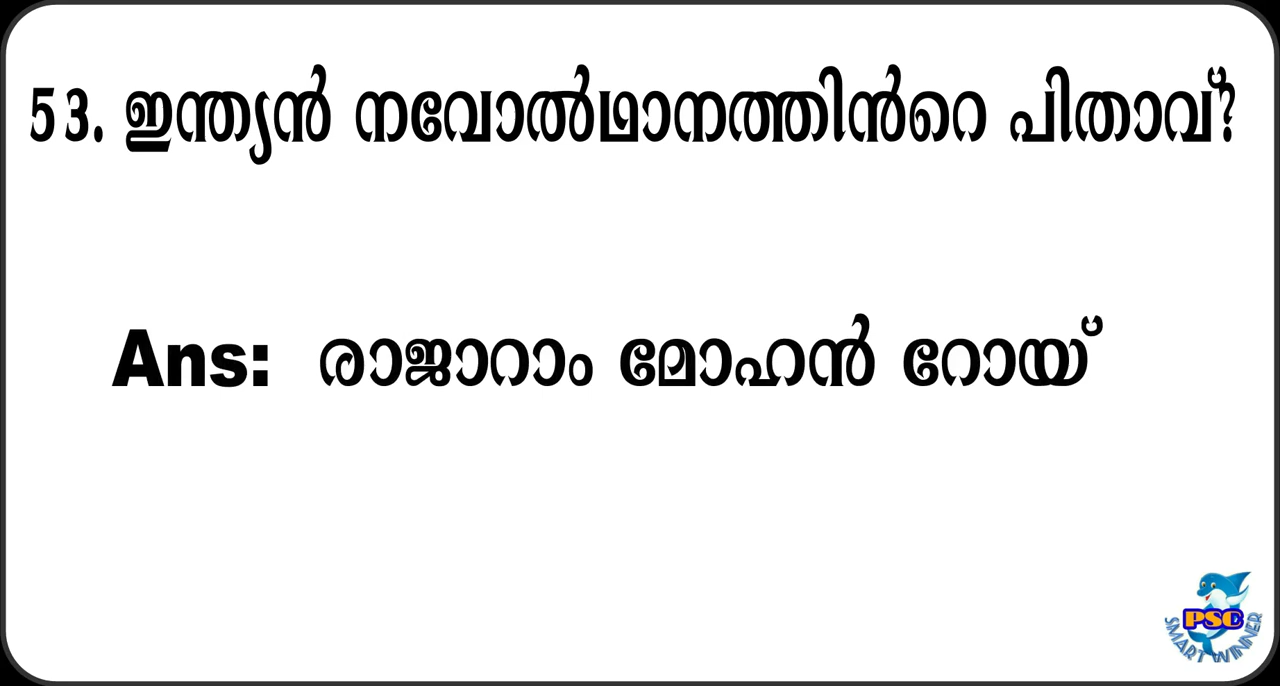 53. ഇന്ത്യൻ നവോൽഥാനത്തിൻറെ പിതാവ്?
Ans: രാജാറാം മോഹൻ റോയ്
PSC
SMART WINNER